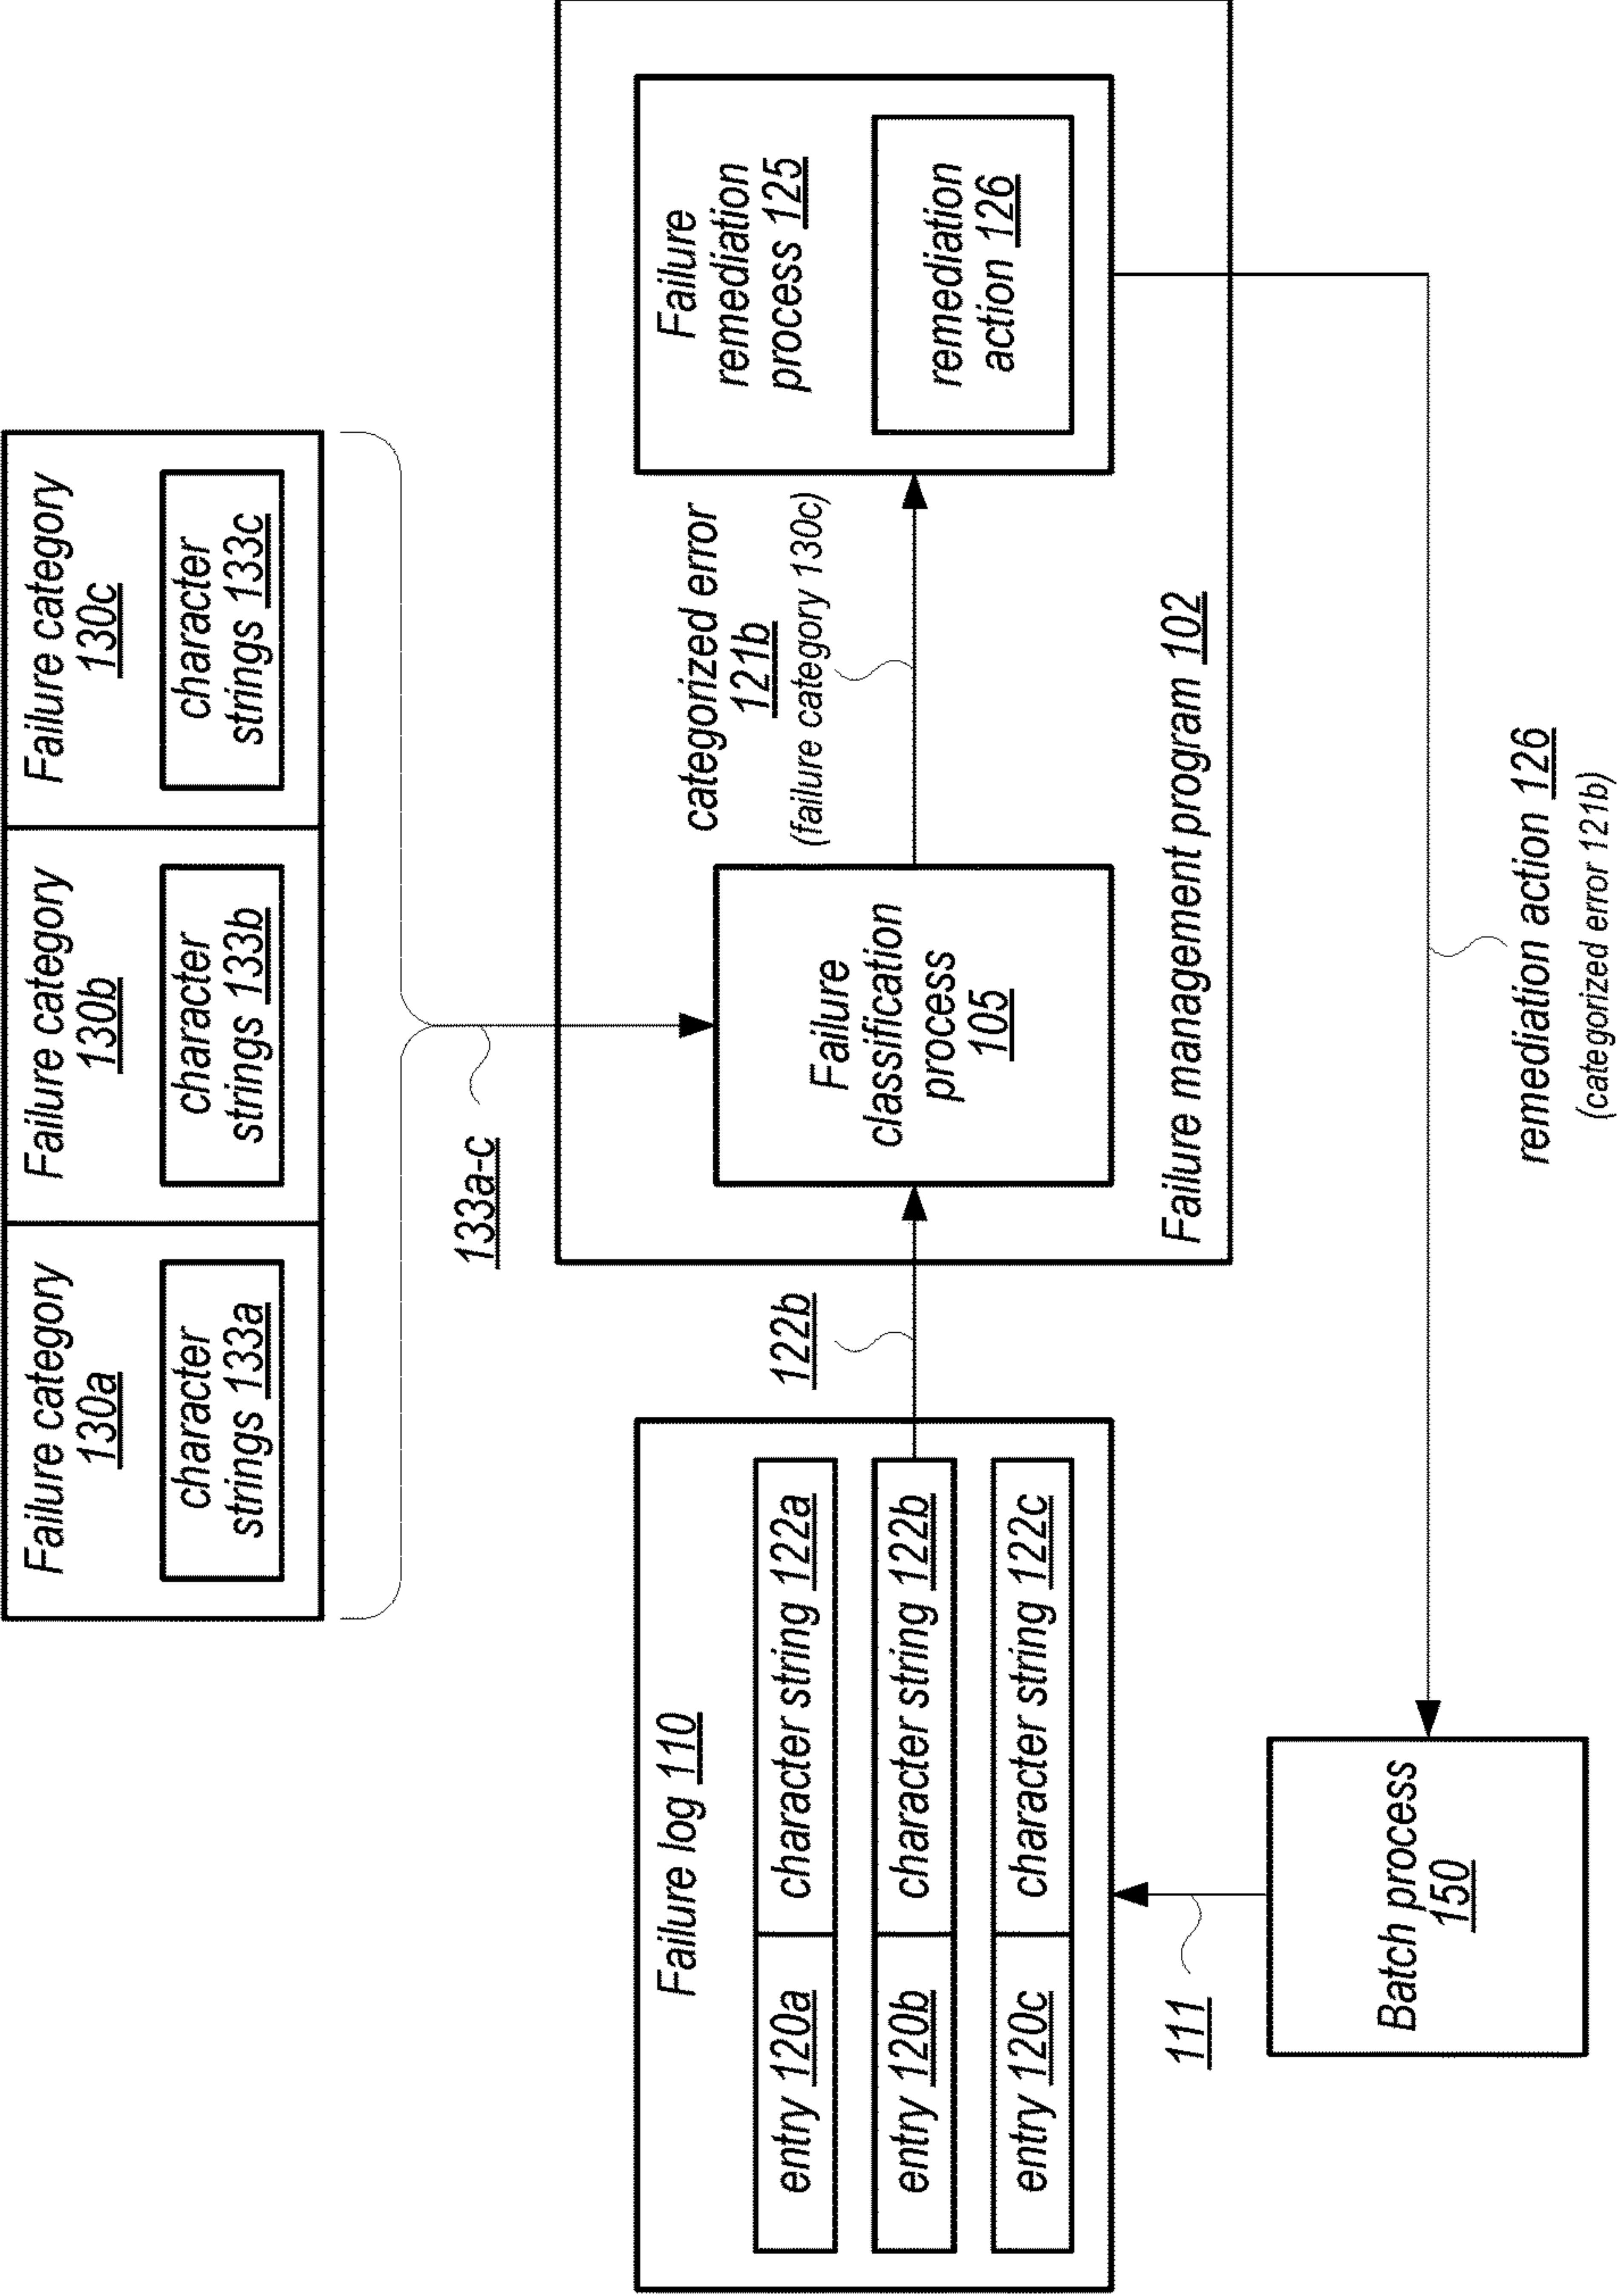 Failure category
130a
character
strings 133a
Failure category
130b
character
strings 133b
Failure category
130c
character
strings 133c
133a-c
Failure log 110
entry 120a character string 122a
entry 120b character string 122b
entry 120c character string 122c
122b
Failure
classification
process
105
categorized error
121b
(failure category 130c)
Failure
remediation
process 125
remediation
action 126
Failure management program 102
111
Batch process
150
remediation action 126
(categorized error 121b)